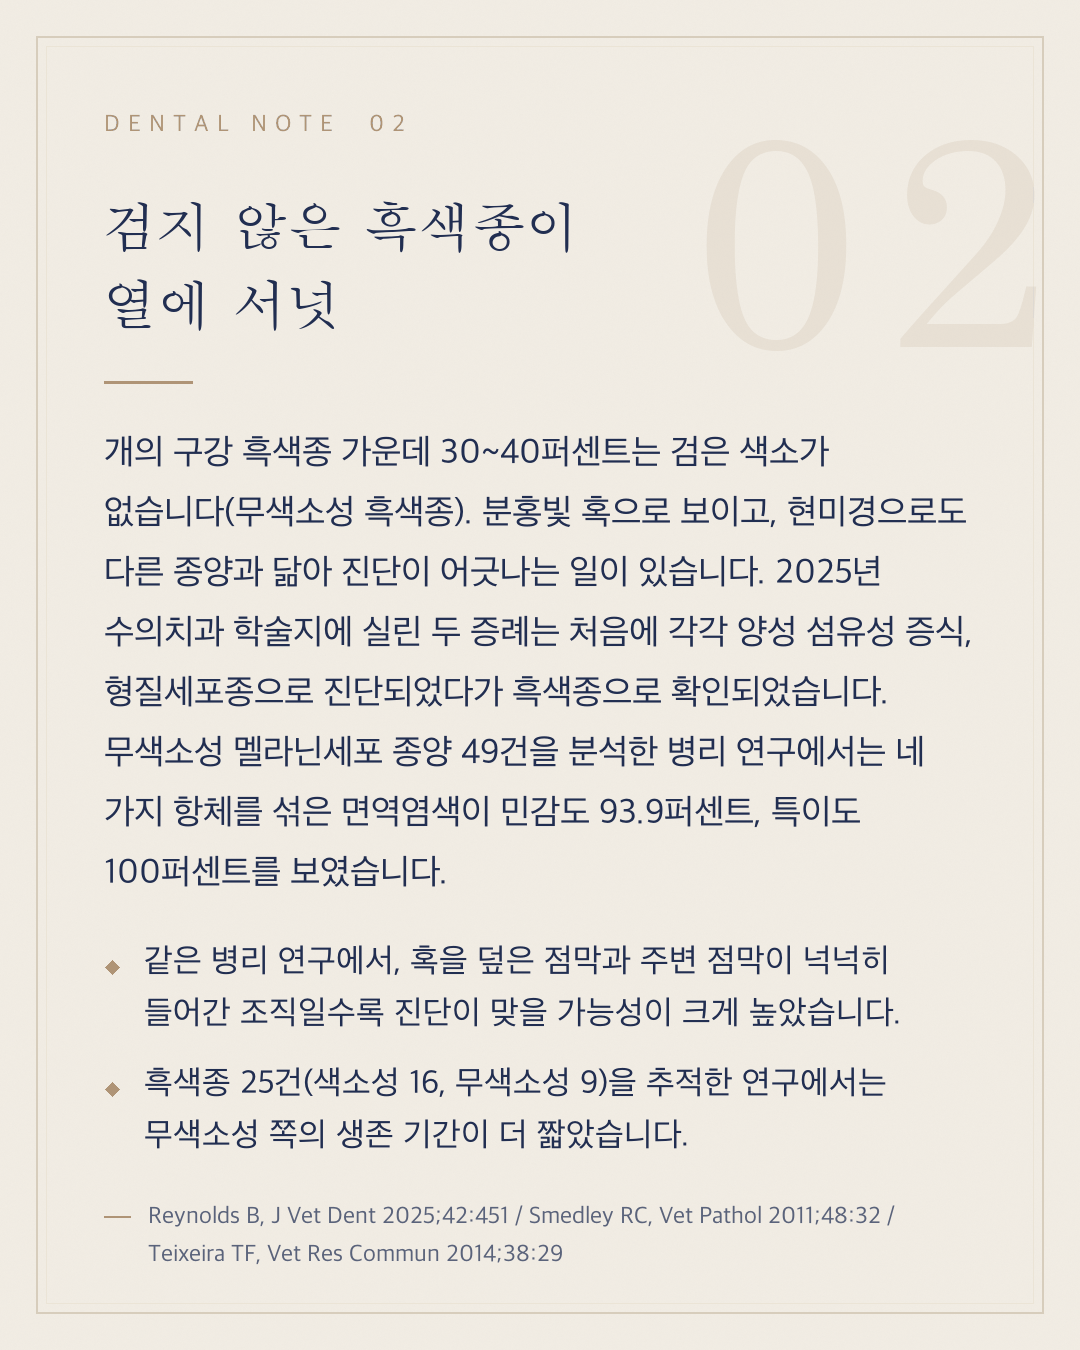 DENTAL NOTE 02
02
검지 않은 흑색종이
열에 서넛
개의 구강 흑색종 가운데 30~40퍼센트는 검은 색소가
없습니다(무색소성 흑색종). 분홍빛 혹으로 보이고, 현미경으로도
다른 종양과 닮아 진단이 어긋나는 일이 있습니다. 2025년
수의치과 학술지에 실린 두 증례는 처음에 각각 양성 섬유성 증식,
형질세포종으로 진단되었다가 흑색종으로 확인되었습니다.
무색소성 멜라닌세포 종양 49건을 분석한 병리 연구에서는 네
가지 항체를 섞은 면역염색이 민감도 93.9퍼센트, 특이도
100퍼센트를 보였습니다.
◆ 같은 병리 연구에서, 혹을 덮은 점막과 주변 점막이 넉넉히
들어간 조직일수록 진단이 맞을 가능성이 크게 높았습니다.
◆ 흑색종 25건(색소성 16, 무색소성 9)을 추적한 연구에서는
무색소성 쪽의 생존 기간이 더 짧았습니다.
— Reynolds B, J Vet Dent 2025;42:451 / Smedley RC, Vet Pathol 2011;48:32 /
Teixeira TF, Vet Res Commun 2014;38:29